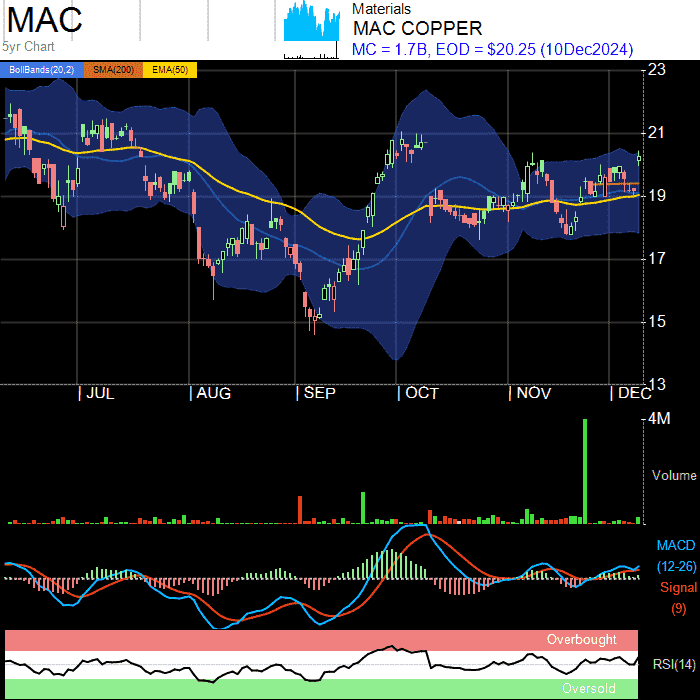 MAC
5yr Chart
Materials
MAC COPPER
MC = 1.7B, EOD = $20.25 (10Dec2024)
BollBands(20,2) SMA(200) EMA(50)
23
21
19
17
15
13
| JUL | AUG | SEP | OCT | NOV | DEC
4M
Volume
MACD
(12-26)
Signal
(9)
Overbought
RSI(14)
Oversold